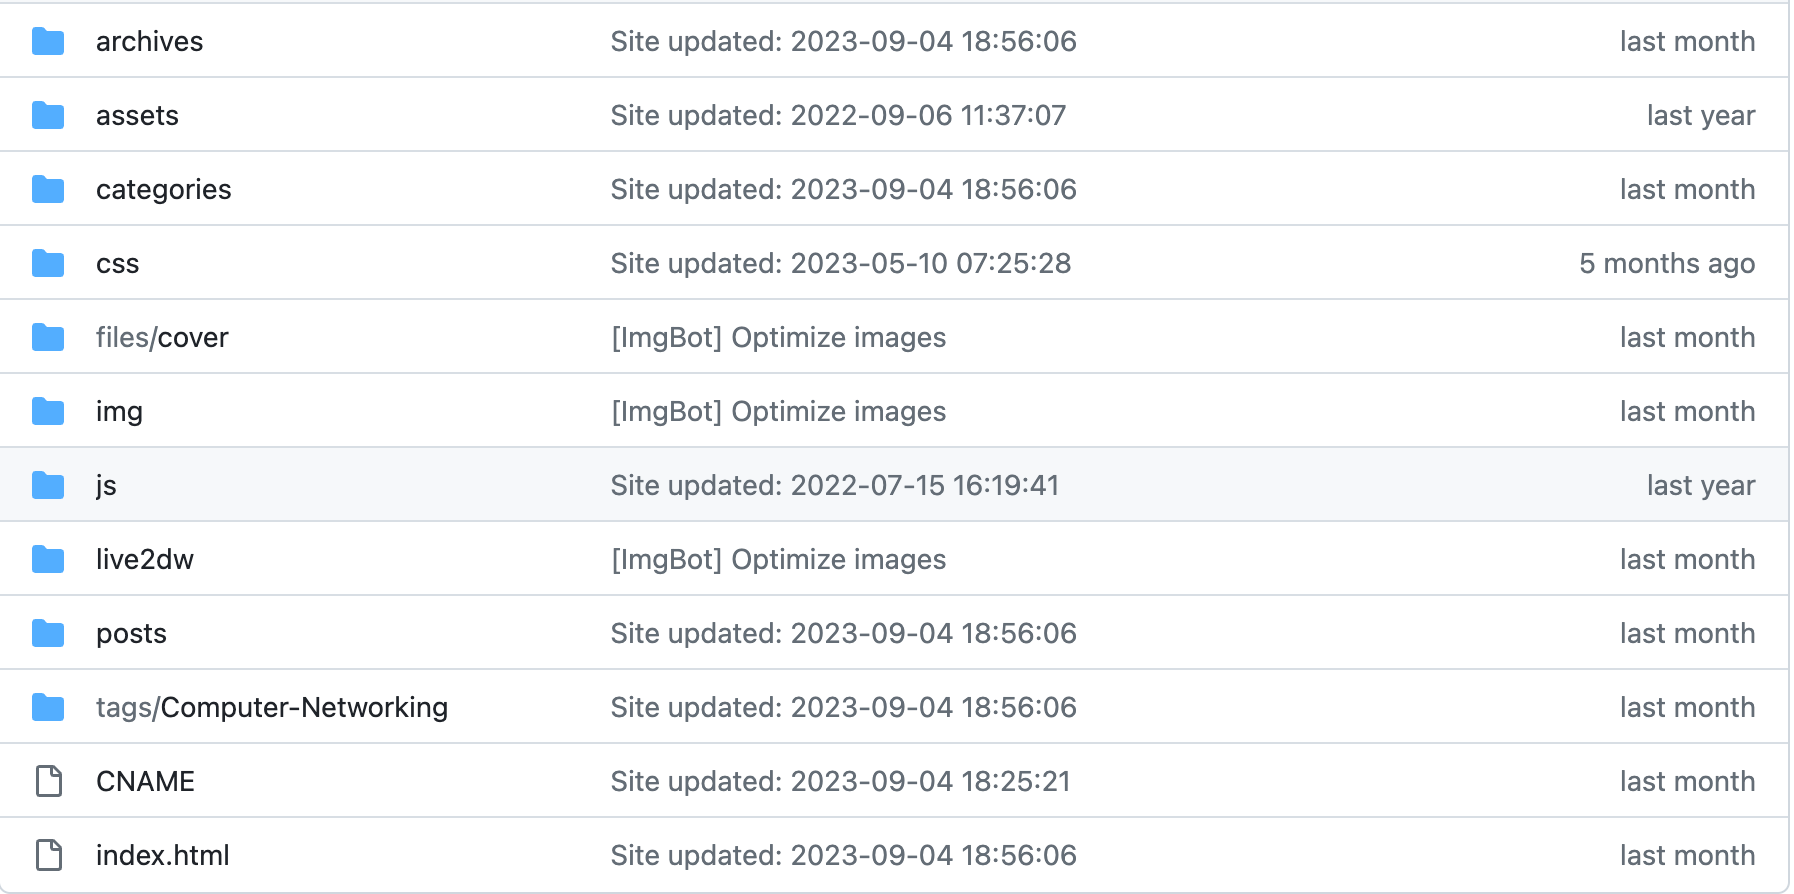 archives Site updated: 2023-09-04 18:56:06 last month
assets Site updated: 2022-09-06 11:37:07 last year
categories Site updated: 2023-09-04 18:56:06 last month
css Site updated: 2023-05-10 07:25:28 5 months ago
files/cover [ImgBot] Optimize images last month
img [ImgBot] Optimize images last month
js Site updated: 2022-07-15 16:19:41 last year
live2dw [ImgBot] Optimize images last month
posts Site updated: 2023-09-04 18:56:06 last month
tags/Computer-Networking Site updated: 2023-09-04 18:56:06 last month
CNAME Site updated: 2023-09-04 18:25:21 last month
index.html Site updated: 2023-09-04 18:56:06 last month